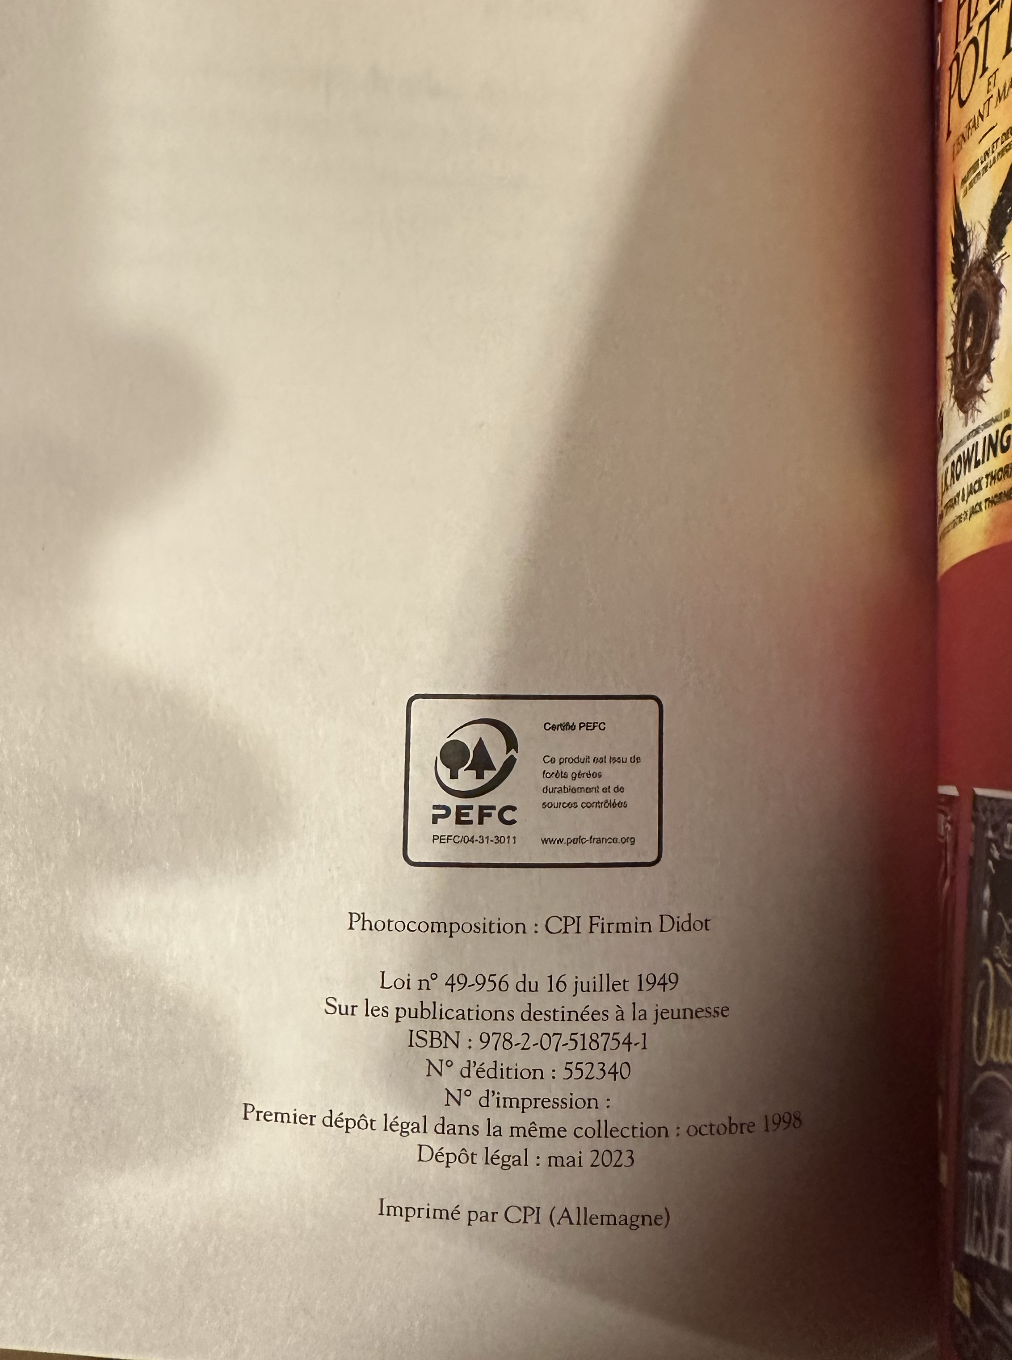 Certifié PEFC
Ce produit est issu de
forêts gérées
durablement et de
sources contrôlées
www.pefc-france.org
PEFC
PEFC/04-31-3011
Photocomposition : CPI Firmin Didot
Loi n° 49-956 du 16 juillet 1949
Sur les publications destinées à la jeunesse
ISBN : 978-2-07-518754-1
N° d'édition : 552340
N° d'impression :
Premier dépôt légal dans la même collection : octobre 1998
Dépôt légal : mai 2023
Imprimé par CPI (Allemagne)
ET
ROWLING
& JACK
JACK THORNE